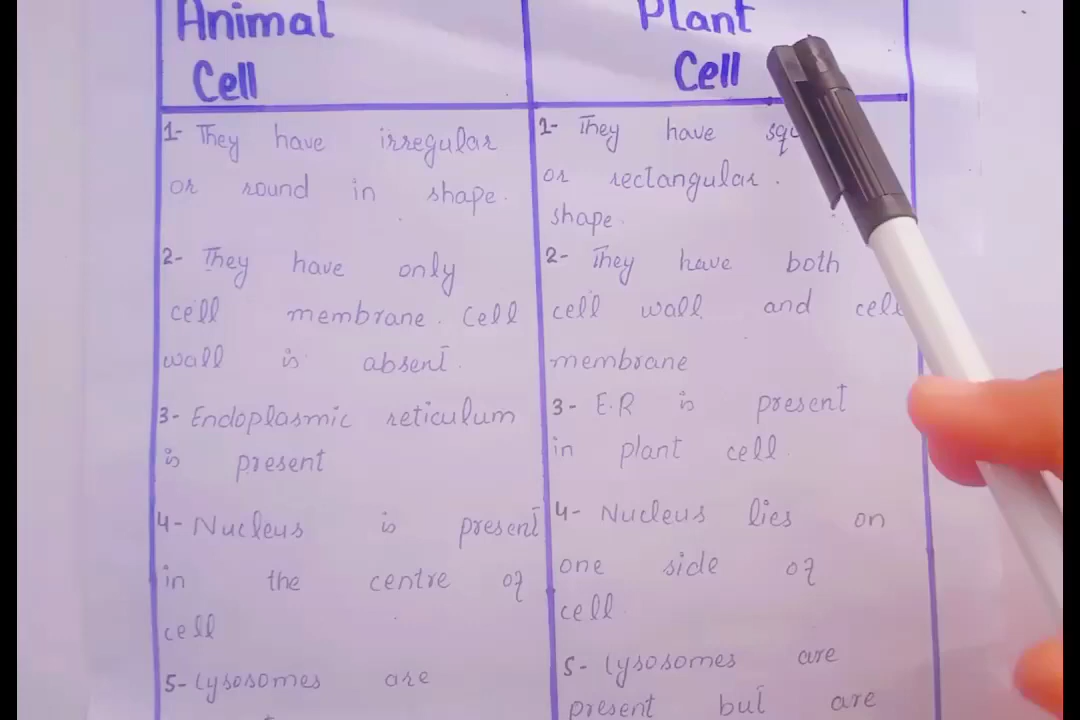 Animal
Cell
1- They have irregular
or round in shape.
2- They have only
cell membrane. Cell
wall is absent.
3- Endoplasmic reticulum
is present
4- Nucleus is present
in the centre of
cell
5- Lysosomes are
Plant
Cell
1- They have
or rectangular.
shape.
2- They have both
cell wall and cell
membrane
3- E.R is present
in plant cell.
4- Nucleus lies on
one side of
cell.
5- Lysosomes are
present but are